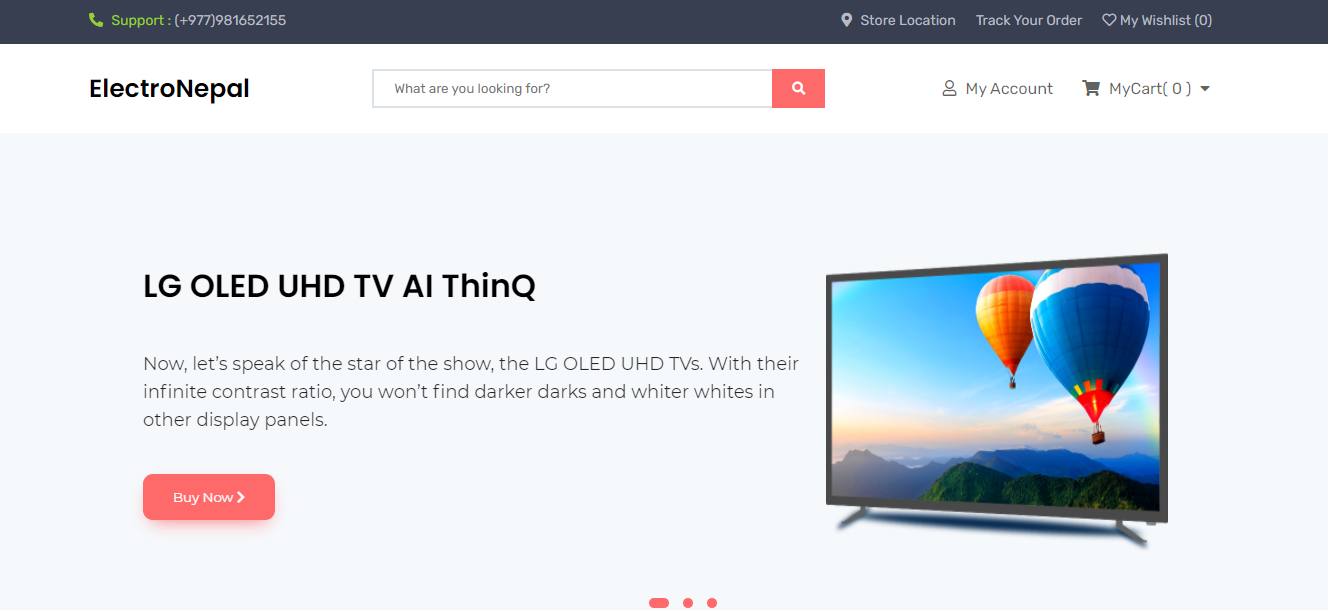 Support : (+977)981652155
Store Location
Track Your Order
My Wishlist (0)
ElectroNepal
What are you looking for?
My Account
MyCart( 0 )
LG OLED UHD TV AI ThinQ
Now, let’s speak of the star of the show, the LG OLED UHD TVs. With their
infinite contrast ratio, you won’t find darker darks and whiter whites in
other display panels.
Buy Now